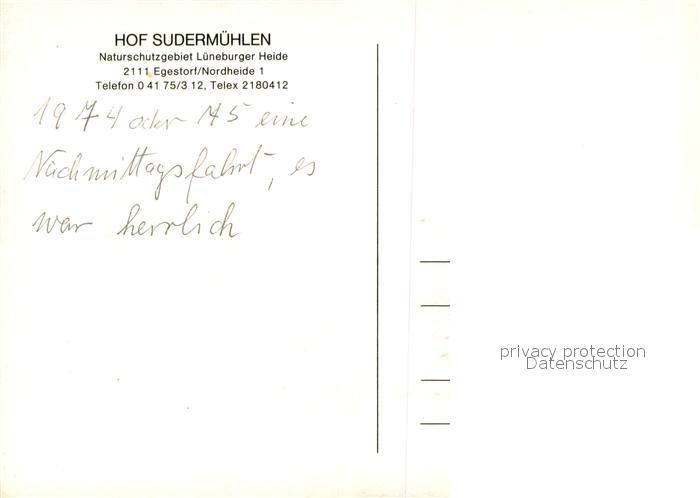 HOF SUDERMÜHLEN
Naturschutzgebiet Lüneburger Heide
2111 Egestorf/Nordheide 1
Telefon 0 41 75/3 12, Telex 2180412
1974 oder 75 eine
Nachmittagsfahrt, es
war herrlich
privacy protection
Datenschutz